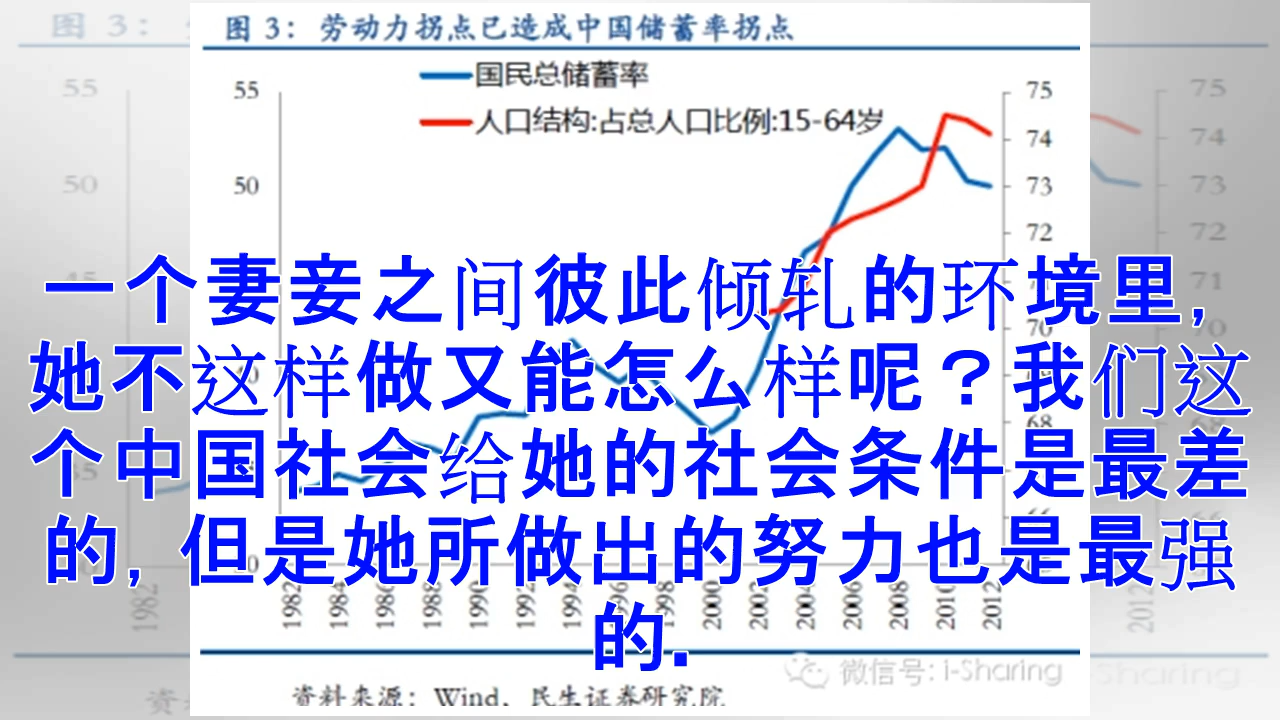 图 3：劳动力拐点已造成中国储蓄率拐点
国民总储蓄率
人口结构:占总人口比例:15-64岁
55
50
75
74
73
72
70
68
一个妻妾之间彼此倾轧的环境里,
她不这样做又能怎么样呢？我们这
个中国社会给她的社会条件是最差
的, 但是她所做出的努力也是最强
的.
1982 1984 1986 1988 1990 1992 1994 1996 1998 2000 2002 2004 2006 2008 2010 2012
微信号: i-Sharing
资料来源：Wind，民生证券研究院